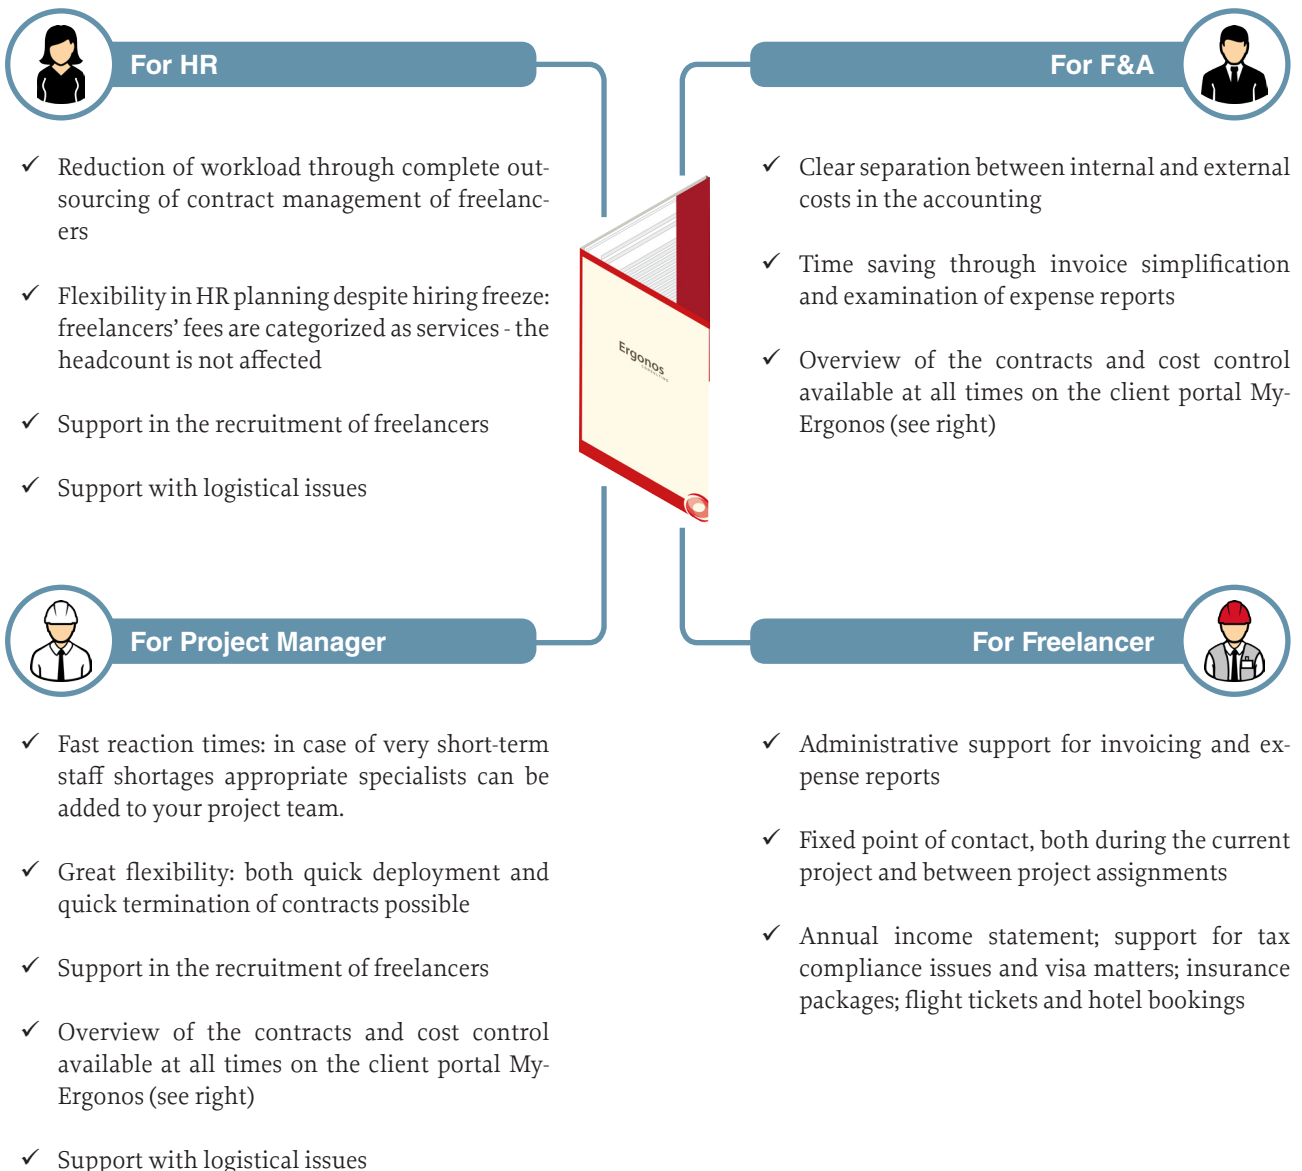 For HR
✓ Reduction of workload through complete out-
sourcing of contract management of freelanc-
ers
✓ Flexibility in HR planning despite hiring freeze:
freelancers’ fees are categorized as services - the
headcount is not affected
✓ Support in the recruitment of freelancers
✓ Support with logistical issues
For F&A
✓ Clear separation between internal and external
costs in the accounting
✓ Time saving through invoice simplification
and examination of expense reports
✓ Overview of the contracts and cost control
available at all times on the client portal My-
Ergonos (see right)
Ergonos
CONSULTING
For Project Manager
✓ Fast reaction times: in case of very short-term
staff shortages appropriate specialists can be
added to your project team.
✓ Great flexibility: both quick deployment and
quick termination of contracts possible
✓ Support in the recruitment of freelancers
✓ Overview of the contracts and cost control
available at all times on the client portal My-
Ergonos (see right)
✓ Support with logistical issues
For Freelancer
✓ Administrative support for invoicing and ex-
pense reports
✓ Fixed point of contact, both during the current
project and between project assignments
✓ Annual income statement; support for tax
compliance issues and visa matters; insurance
packages; flight tickets and hotel bookings